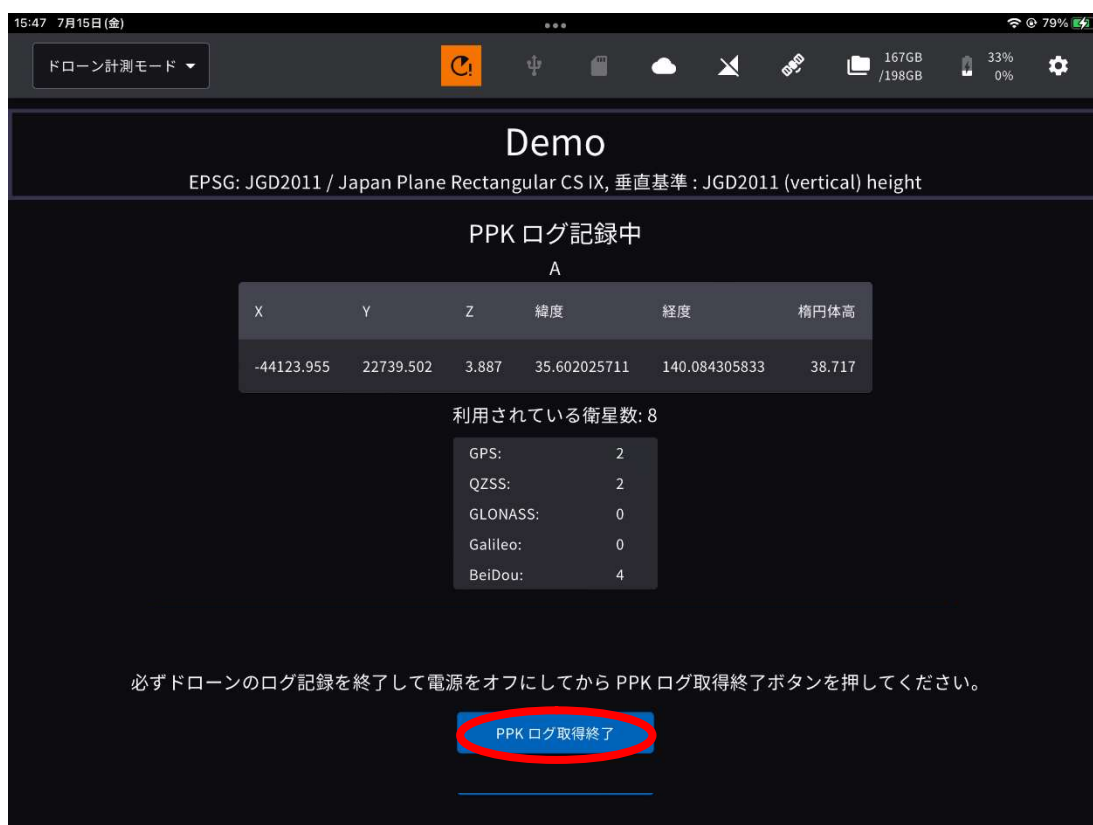 15:47 7月15日(金)
79%
ドローン計測モード
167GB
/198GB
33%
0%
Demo
EPSG: JGD2011 / Japan Plane Rectangular CS IX, 垂直基準 : JGD2011 (vertical) height
PPK ログ記録中
A
X Y Z 緯度 経度 楕円体高
-44123.955 22739.502 3.887 35.602025711 140.084305833 38.717
利用されている衛星数: 8
GPS: 2
QZSS: 2
GLONASS: 0
Galileo: 0
BeiDou: 4
必ずドローンのログ記録を終了して電源をオフにしてから PPK ログ取得終了ボタンを押してください。
PPK ログ取得終了